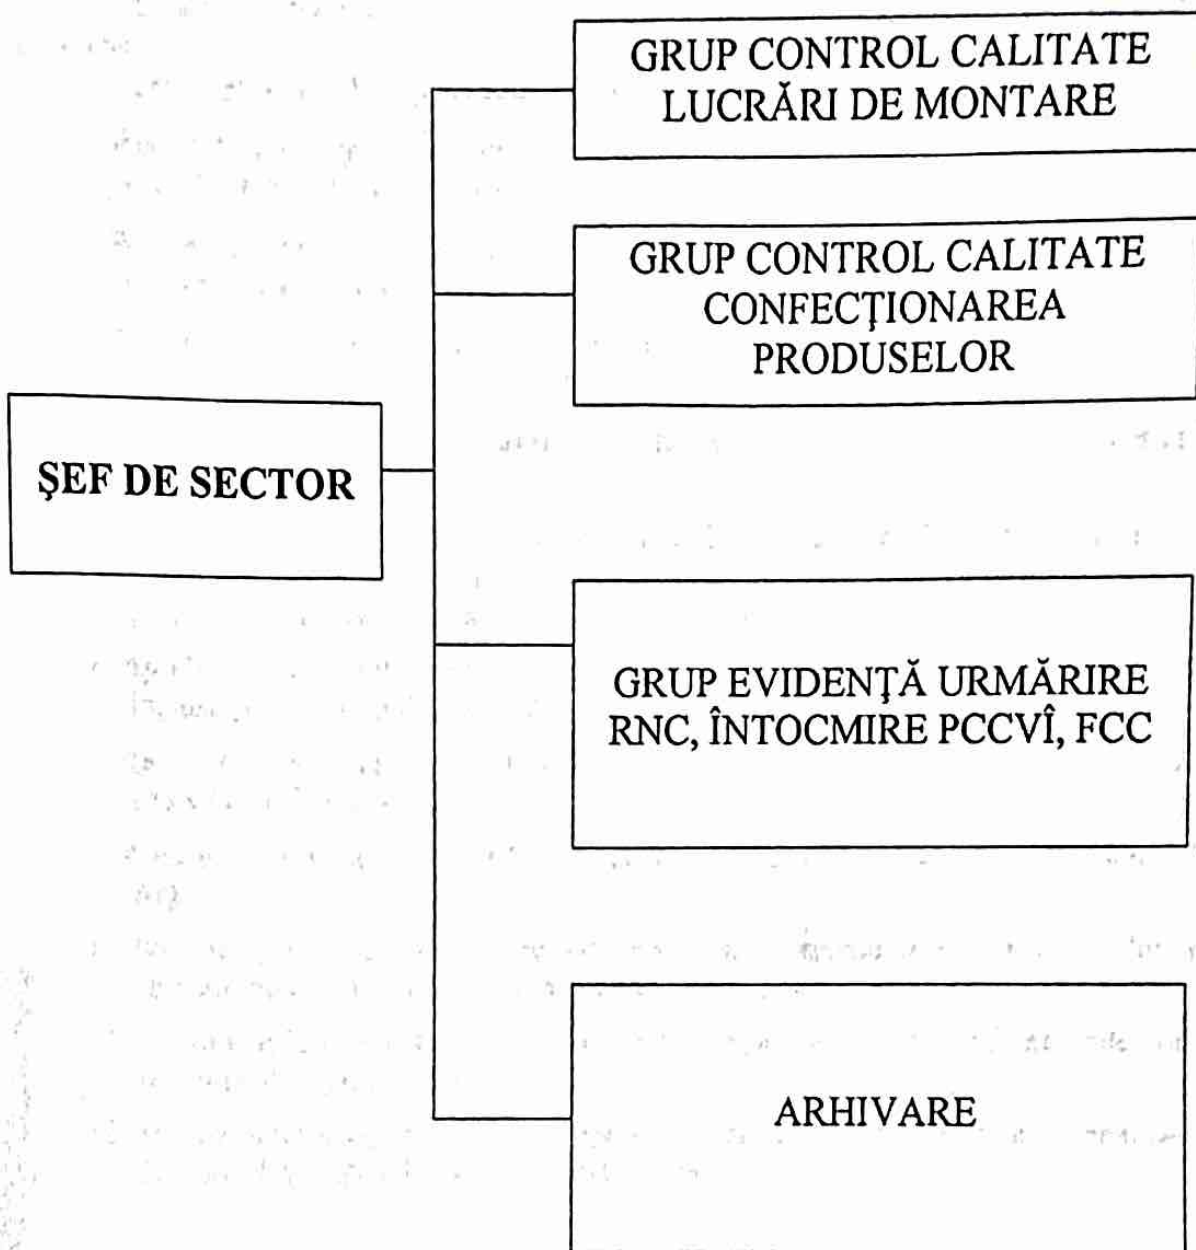 GRUP CONTROL CALITATE
LUCRĂRI DE MONTARE
GRUP CONTROL CALITATE
CONFECŢIONAREA
PRODUSELOR
ŞEF DE SECTOR
GRUP EVIDENŢĂ URMĂRIRE
RNC, ÎNTOCMIRE PCCVÎ, FCC
ARHIVARE